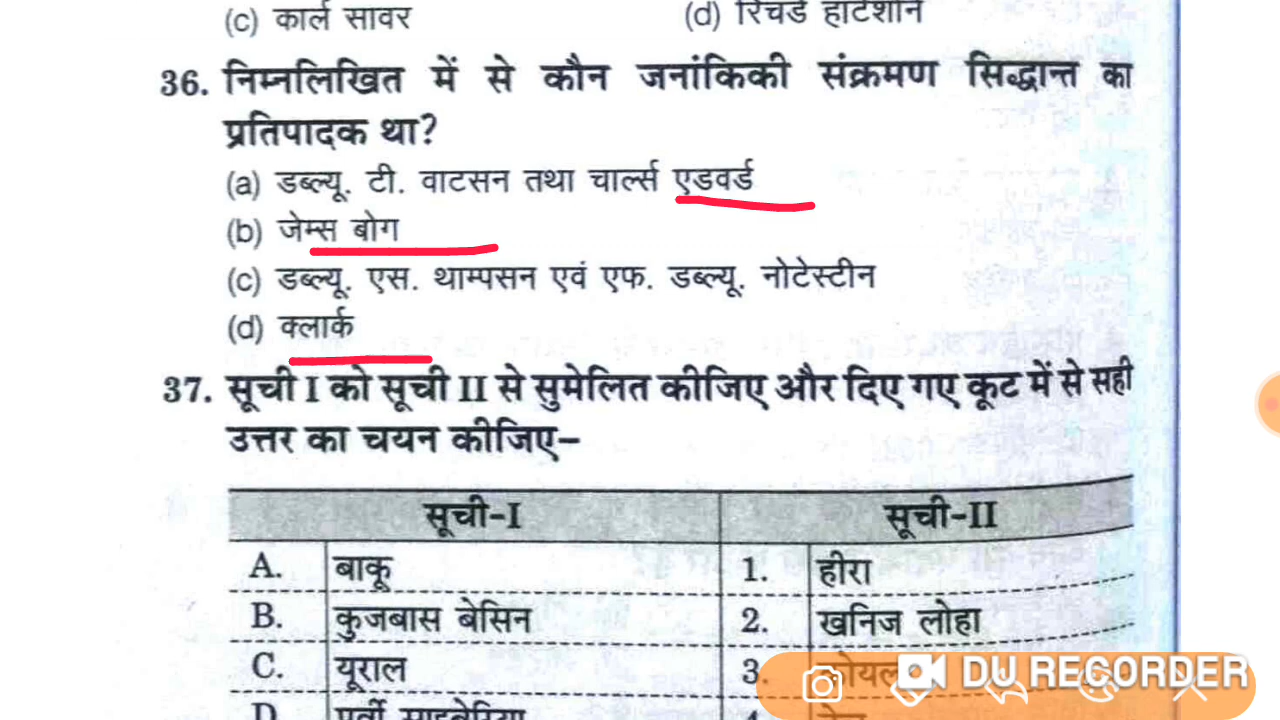 (c) कार्ल सावर (d) रिचर्ड हार्टशोन
36. निम्नलिखित में से कौन जनांकिकी संक्रमण सिद्धान्त का
प्रतिपादक था?
(a) डब्ल्यू. टी. वाटसन तथा चार्ल्स एडवर्ड
(b) जेम्स बोग
(c) डब्ल्यू. एस. थाम्पसन एवं एफ. डब्ल्यू. नोटेस्टीन
(d) क्लार्क
37. सूची I को सूची II से सुमेलित कीजिए और दिए गए कूट में से सही
उत्तर का चयन कीजिए–
सूची-I सूची-II
A. बाकू 1. हीरा
B. कुजबास बेसिन 2. खनिज लोहा
C. यूराल 3.
D.
DU RECORDER